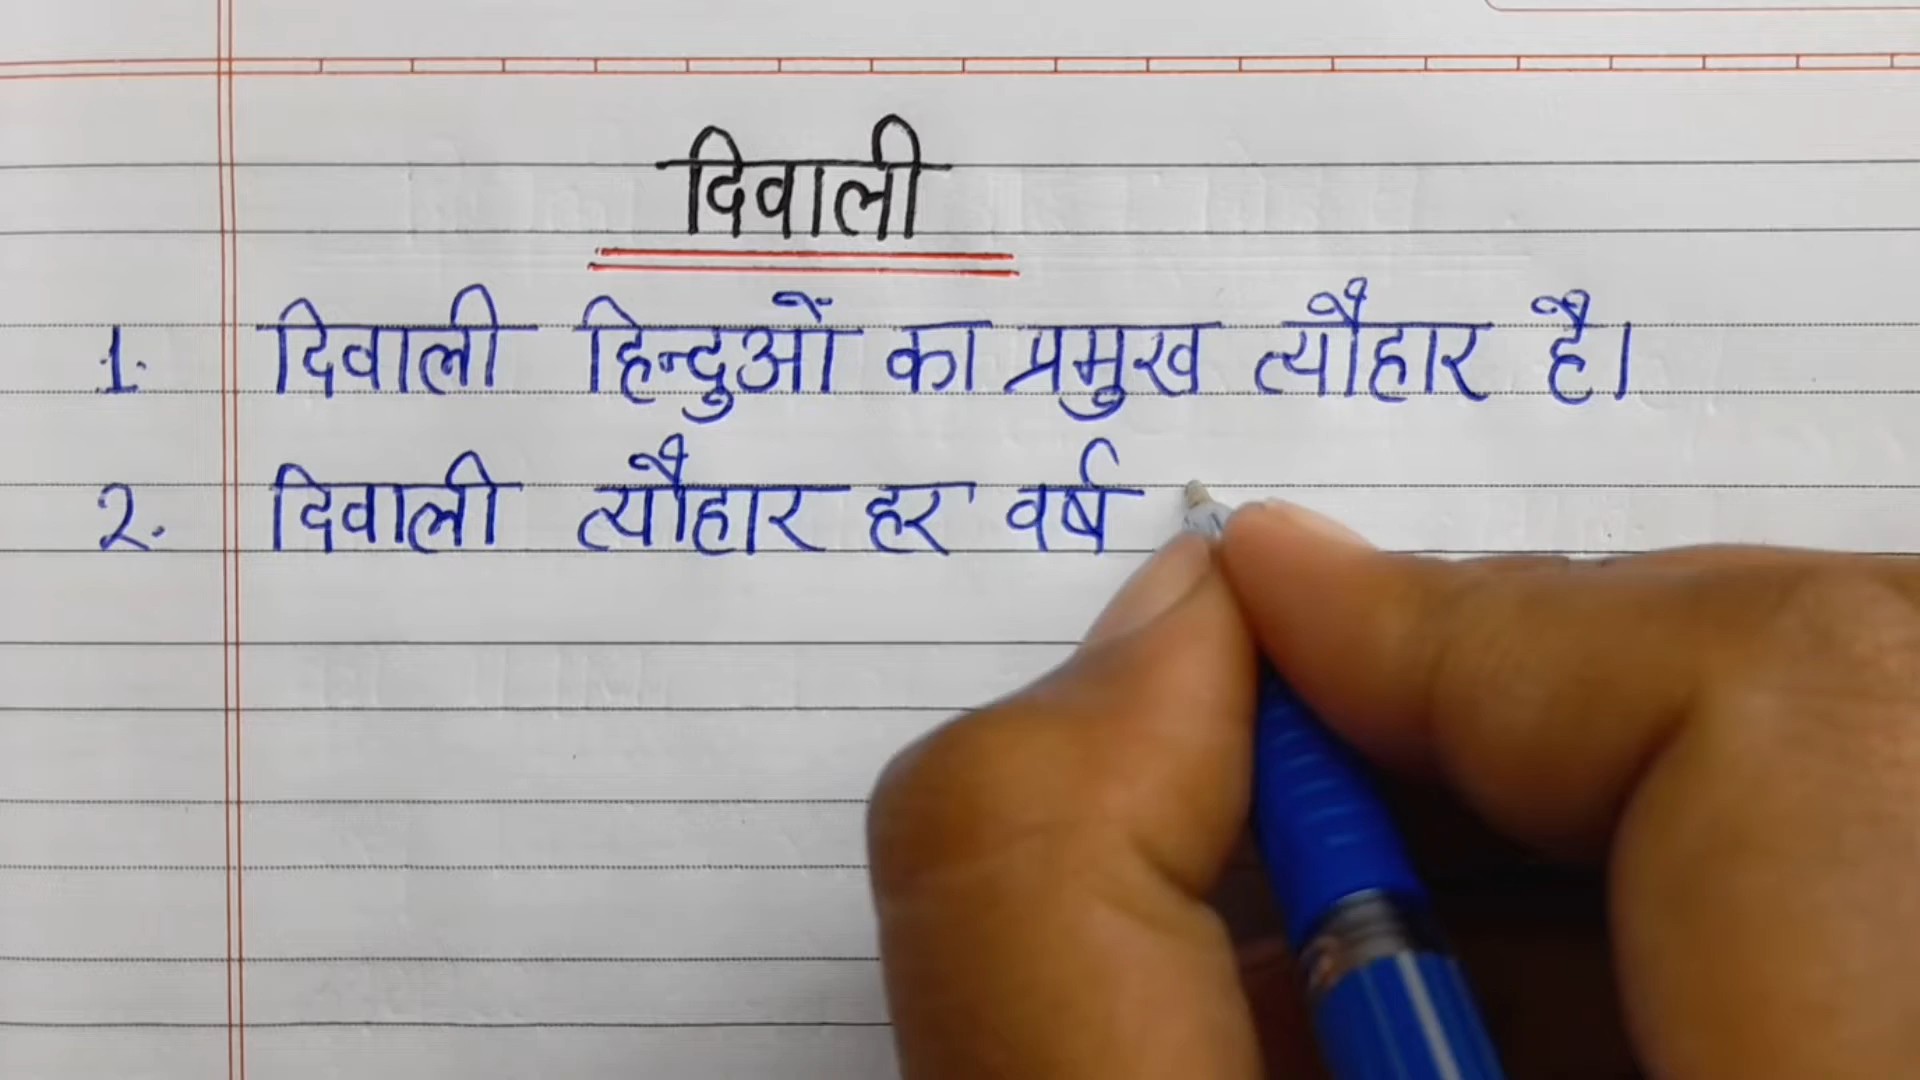 दिवाली
1. दिवाली हिन्दुओं का प्रमुख त्यौहार है।
2. दिवाली त्यौहार हर वर्ष